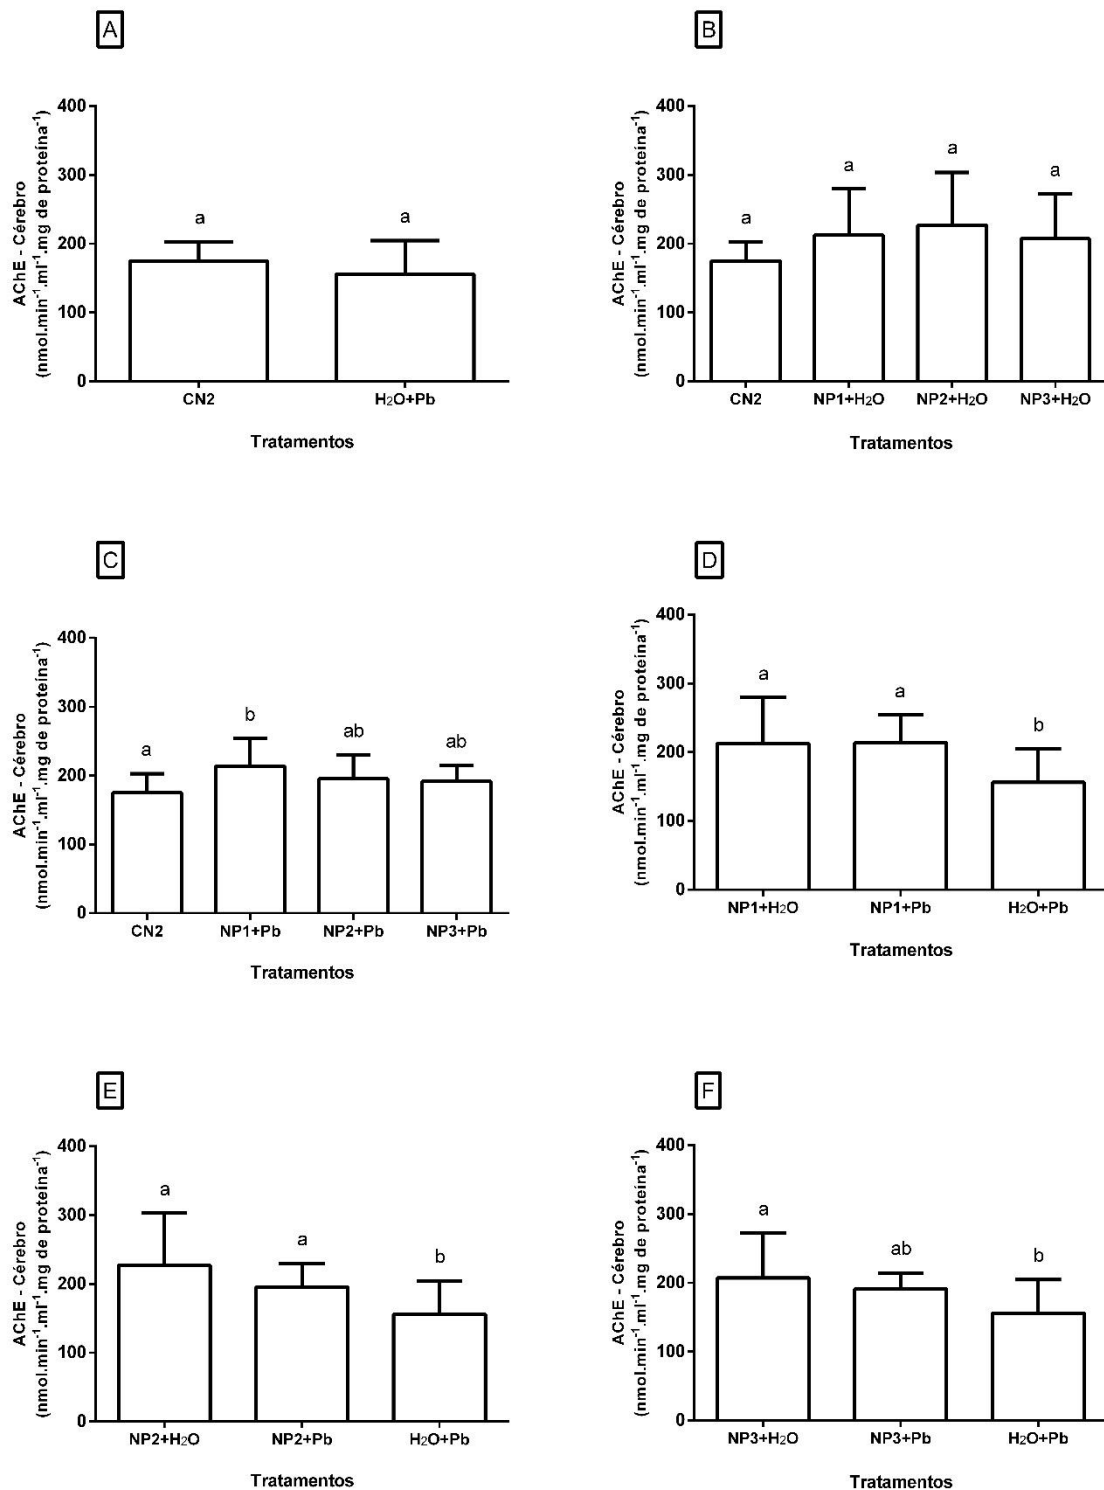 A
AChE - Cérebro
(nmol.min⁻¹.ml⁻¹.mg de proteína⁻¹)
400
300
200
100
0
a
a
CN2
H₂O+Pb
Tratamentos
B
AChE - Cérebro
(nmol.min⁻¹.ml⁻¹.mg de proteína⁻¹)
400
300
200
100
0
a
a
a
a
CN2
NP1+H₂O
NP2+H₂O
NP3+H₂O
Tratamentos
C
AChE - Cérebro
(nmol.min⁻¹.ml⁻¹.mg de proteína⁻¹)
400
300
200
100
0
a
b
ab
ab
CN2
NP1+Pb
NP2+Pb
NP3+Pb
Tratamentos
D
AChE - Cérebro
(nmol.min⁻¹.ml⁻¹.mg de proteína⁻¹)
400
300
200
100
0
a
a
b
NP1+H₂O
NP1+Pb
H₂O+Pb
Tratamentos
E
AChE - Cérebro
(nmol.min⁻¹.ml⁻¹.mg de proteína⁻¹)
400
300
200
100
0
a
a
b
NP2+H₂O
NP2+Pb
H₂O+Pb
Tratamentos
F
AChE - Cérebro
(nmol.min⁻¹.ml⁻¹.mg de proteína⁻¹)
400
300
200
100
0
a
ab
b
NP3+H₂O
NP3+Pb
H₂O+Pb
Tratamentos